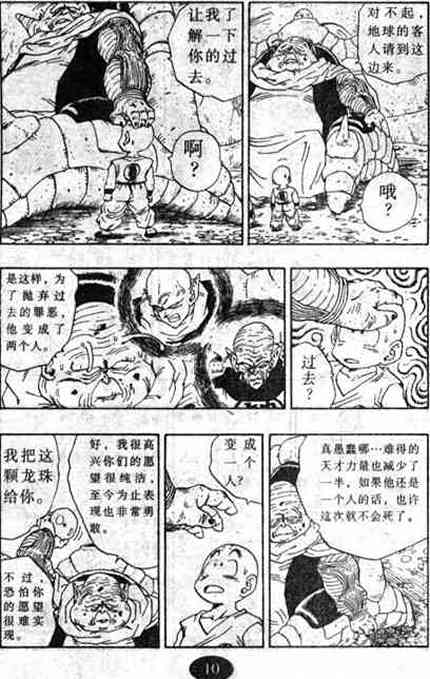 对不起，
地球的客
人请到这
边来。
哦？
让我了
解一下
你的过
去。
啊？
过
去？
是这样，为
了抛弃过
去的罪恶，
他变成了
两个人。
真愚蠢哪…难得的
天才力量也减少了
一半，如果他还是
一个人的话，也许
这次就不会死了。
变成
一个
人？
好，我很高
兴你们的愿
望很纯洁，
至今为止表
现也非常勇
敢。
我把这
颗龙珠
给你。
不过，
恐怕你
的愿望
很难实
现。
10